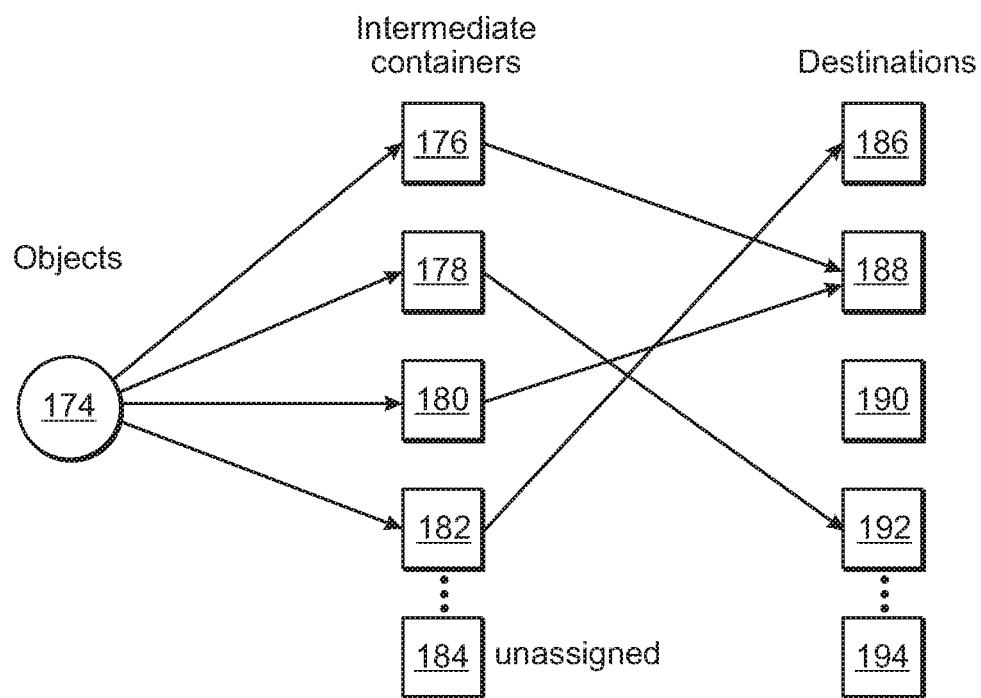 Intermediate
containers
Destinations
Objects
174
176
178
180
182
184
unassigned
186
188
190
192
194